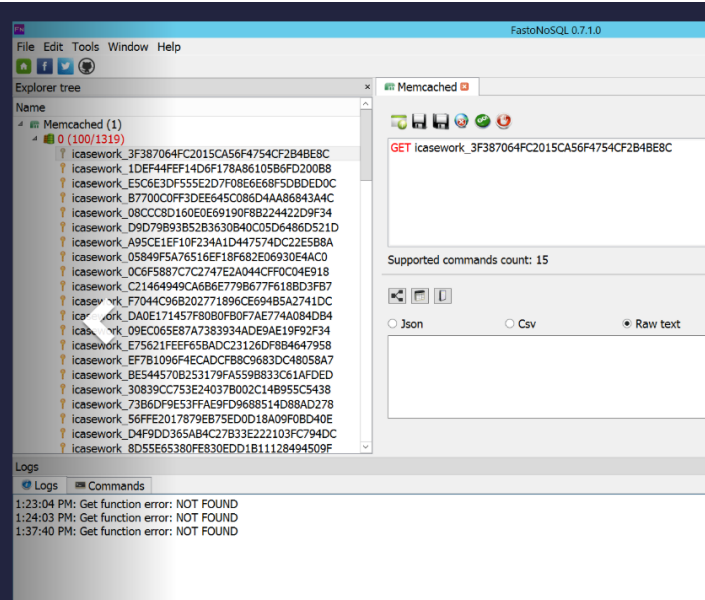 FN
FastoNoSQL 0.7.1.0
File Edit Tools Window Help
Explorer tree
Memcached
Name
Memcached (1)
0 (100/1319)
icasework_3F387064FC2015CA56F4754CF2B4BE8C
icasework_1DEF44FEF14D6F178A86105B6FD200B8
icasework_E5C6E3DF555E2D7F08E6E68F5DBDED0C
icasework_B7700C0FF3DEE645C086D4AA86843A4C
icasework_08CCC8D160E0E69190F8B224422D9F34
icasework_D9D79B93B52B3630B40C05D6486D521D
icasework_A95CE1EF10F234A1D447574DC22E5B8A
icasework_05849F5A76516EF18F682E06930E4AC0
icasework_0C6F5887C7C2747E2A044CFF0C04E918
icasework_C21464949CA6B6E779B677F618BD3FB7
icasework_F7044C96B202771896CE694B5A2741DC
icasework_DA0E171457F80B0FB0F7AE774A084DB4
icasework_09EC065E87A7383934ADE9AE19F92F34
icasework_E75621FEEF65BADC23126DF8B4647958
icasework_EF7B1096F4ECADCFB8C9683DC48058A7
icasework_BE544570B253179FA559B833C61AFDED
icasework_30839CC753E24037B002C14B955C5438
icasework_73B6DF9E53FFAE9FD9688514D88AD278
icasework_56FFE2017879EB75ED0D18A09F0BD40E
icasework_D4F9DD365AB4C27B33E222103FC794DC
icasework_8D55E65380FE830EDD1B11128494509F
GET icasework_3F387064FC2015CA56F4754CF2B4BE8C
Supported commands count: 15
Json Csv Raw text
Logs
Logs Commands
1:23:04 PM: Get function error: NOT FOUND
1:24:03 PM: Get function error: NOT FOUND
1:37:40 PM: Get function error: NOT FOUND